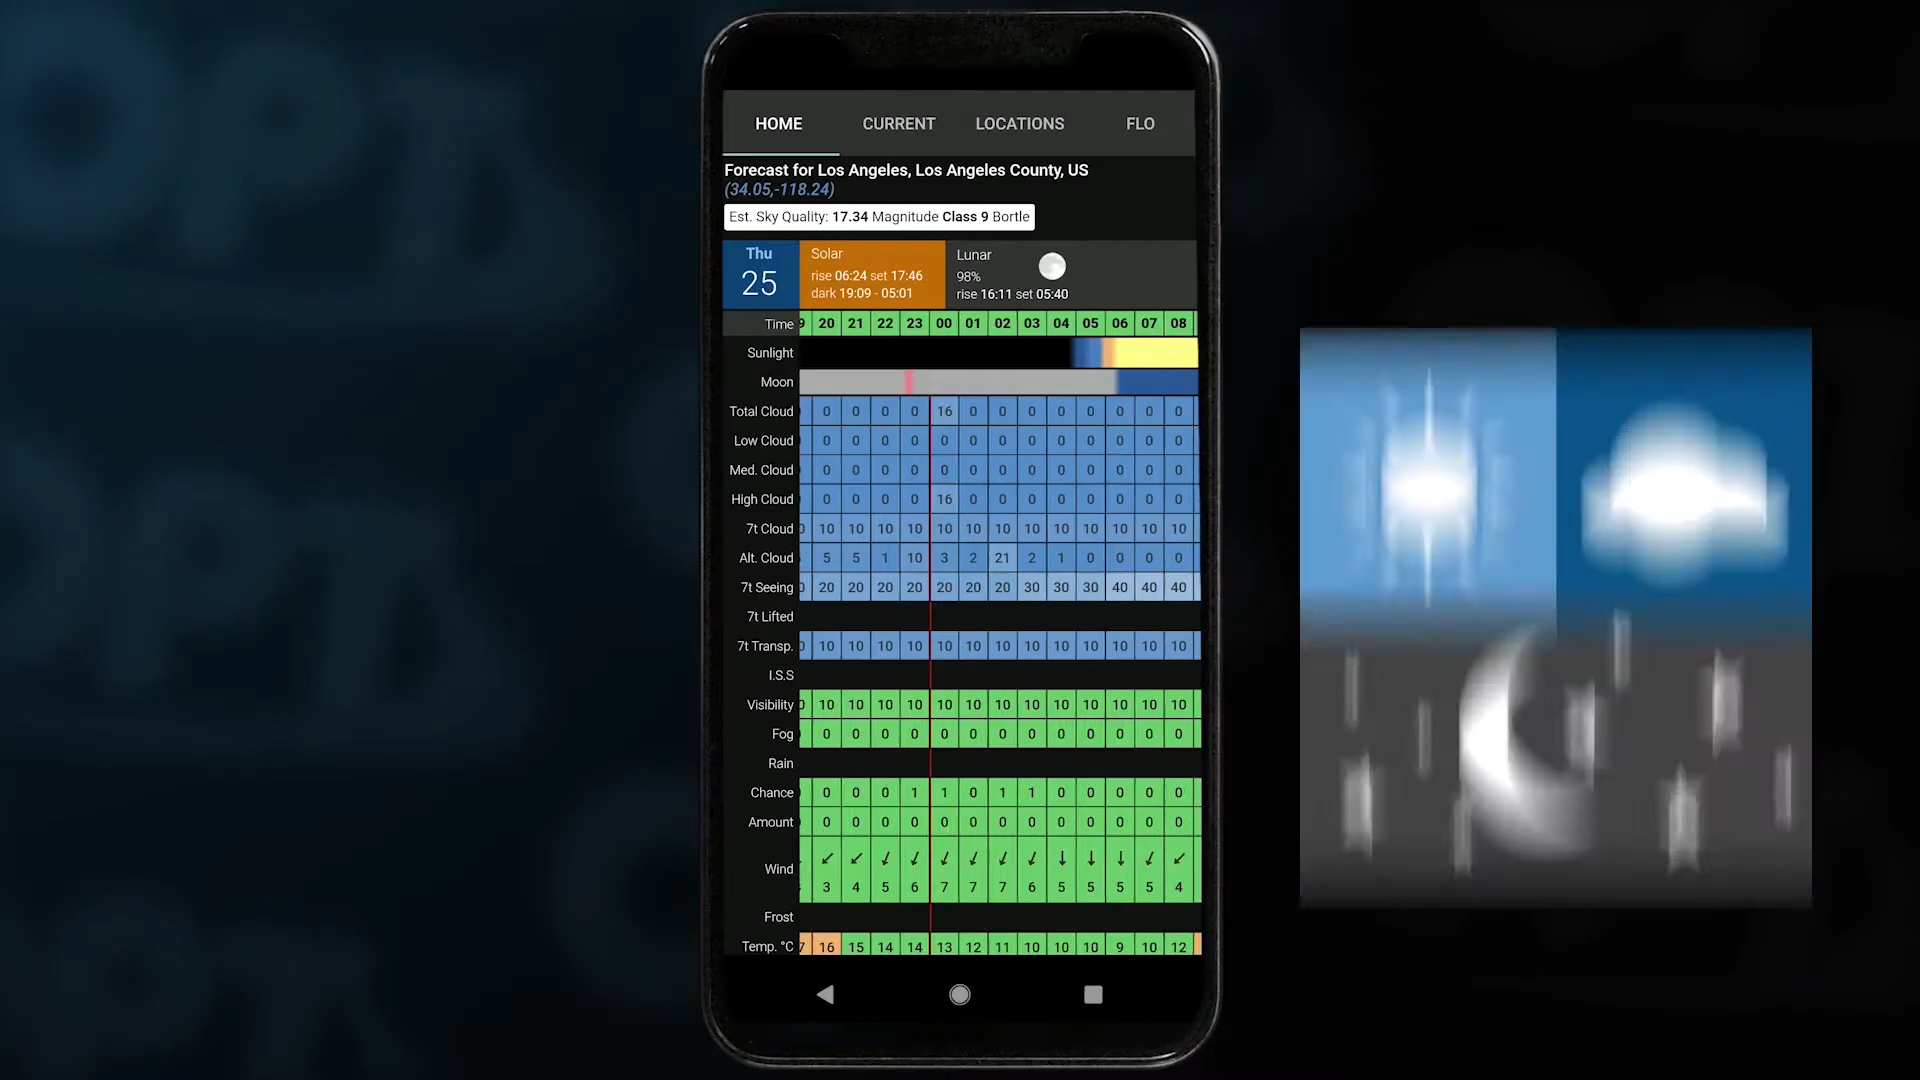 HOME CURRENT LOCATIONS FLO
Forecast for Los Angeles, Los Angeles County, US
(34.05,-118.24)
Est. Sky Quality: 17.34 Magnitude Class 9 Bortle
Thu
25
Solar
rise 06:24 set 17:46
dark 19:09 - 05:01
Lunar
98%
rise 16:11 set 05:40
Time 9 20 21 22 23 00 01 02 03 04 05 06 07 08
Sunlight
Moon
Total Cloud 0 0 0 0 16 0 0 0 0 0 0 0 0
Low Cloud 0 0 0 0 0 0 0 0 0 0 0 0 0
Med. Cloud 0 0 0 0 0 0 0 0 0 0 0 0 0
High Cloud 0 0 0 0 16 0 0 0 0 0 0 0 0
7t Cloud 0 10 10 10 10 10 10 10 10 10 10 10 10 10
Alt. Cloud 5 5 1 10 3 2 21 2 1 0 0 0 0
7t Seeing 0 20 20 20 20 20 20 20 30 30 30 40 40 40
7t Lifted
7t Transp. 0 10 10 10 10 10 10 10 10 10 10 10 10 10
I.S.S
Visibility 0 10 10 10 10 10 10 10 10 10 10 10 10 10
Fog 0 0 0 0 0 0 0 0 0 0 0 0 0
Rain
Chance 0 0 0 1 1 0 1 1 0 0 0 0 0
Amount 0 0 0 0 0 0 0 0 0 0 0 0 0
Wind 3 4 5 6 7 7 7 6 5 5 5 5 4
Frost
Temp. °C 7 16 15 14 14 13 12 11 10 10 10 9 10 12
OPT
OPT
OPT